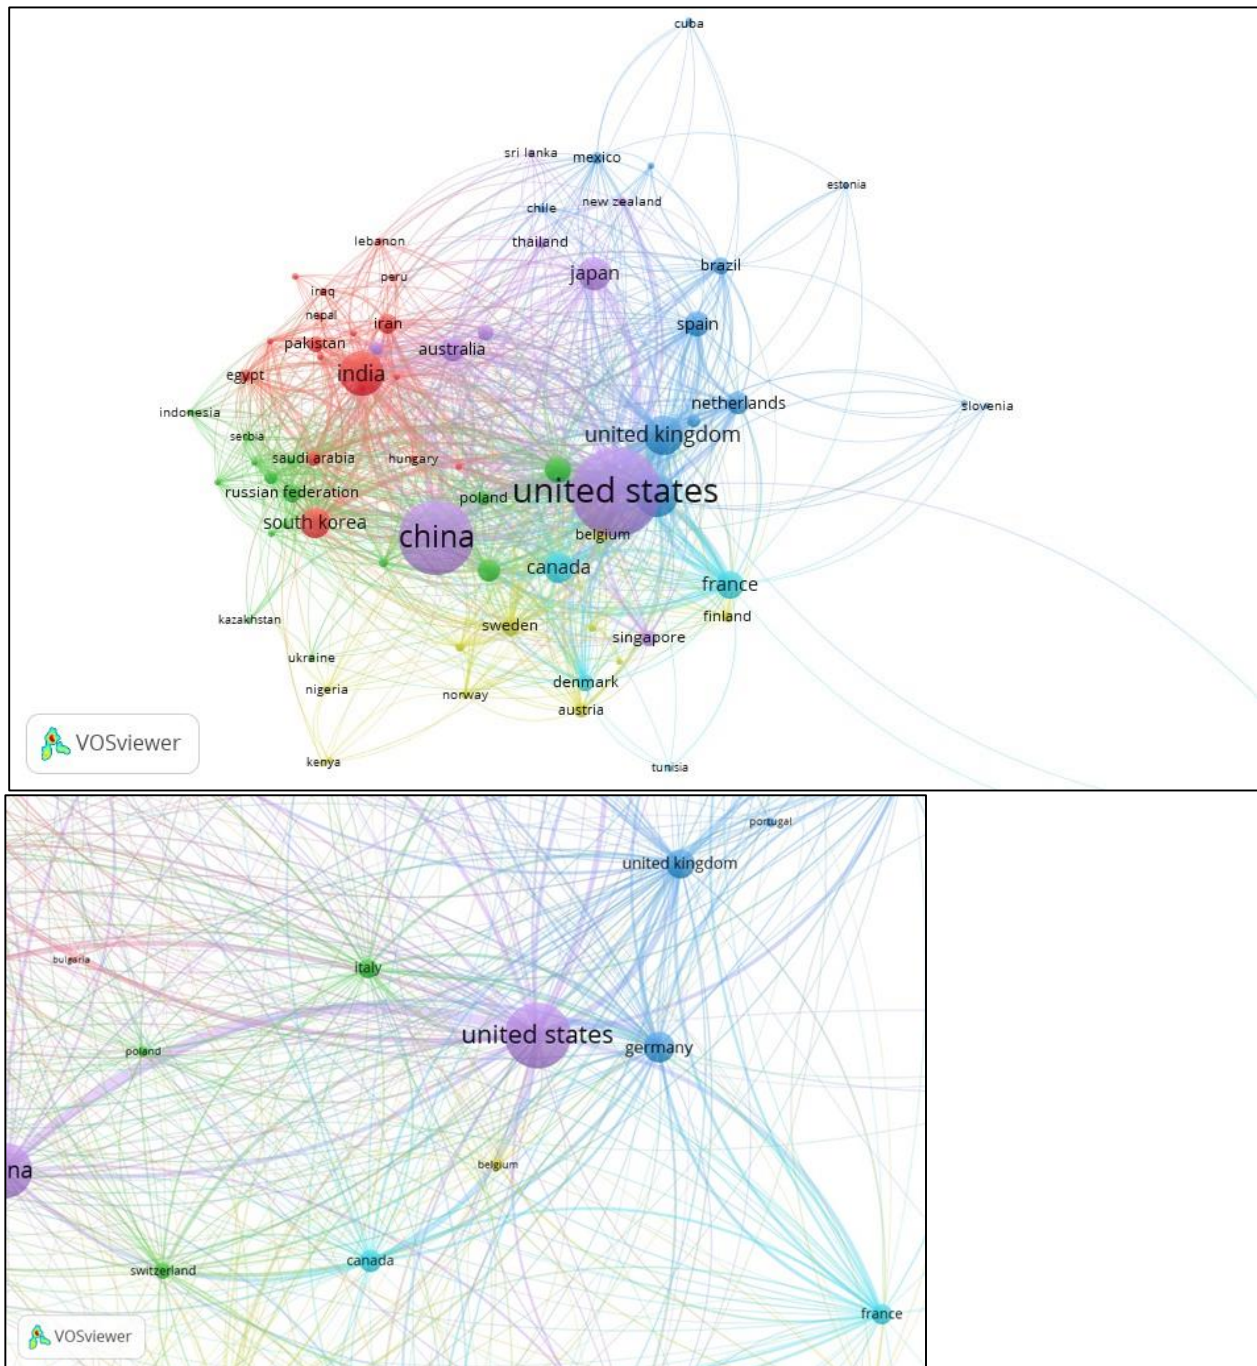 cuba
sri lanka
mexico
estonia
new zealand
chile
thailand
lebanon
brazil
japan
peru
iraq
nepal
iran
spain
pakistan
australia
egypt
india
netherlands
slovenia
indonesia
serbia
united kingdom
saudi arabia
hungary
russian federation
poland
united states
south korea
china
belgium
canada
france
finland
kazakhstan
sweden
singapore
ukraine
nigeria
norway
denmark
austria
kenya
tunisia
VOSviewer
portugal
united kingdom
bulgaria
italy
united states
germany
poland
belgium
na
switzerland
canada
france
VOSviewer